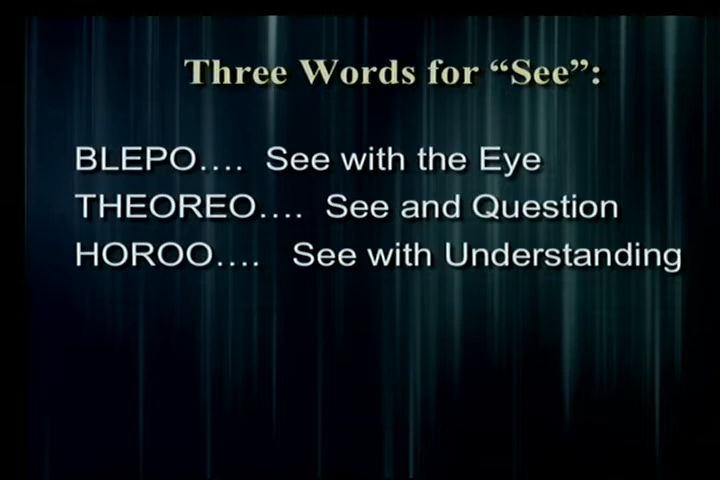 Three Words for “See”:
BLEPO…. See with the Eye
THEOREO…. See and Question
HOROO…. See with Understanding